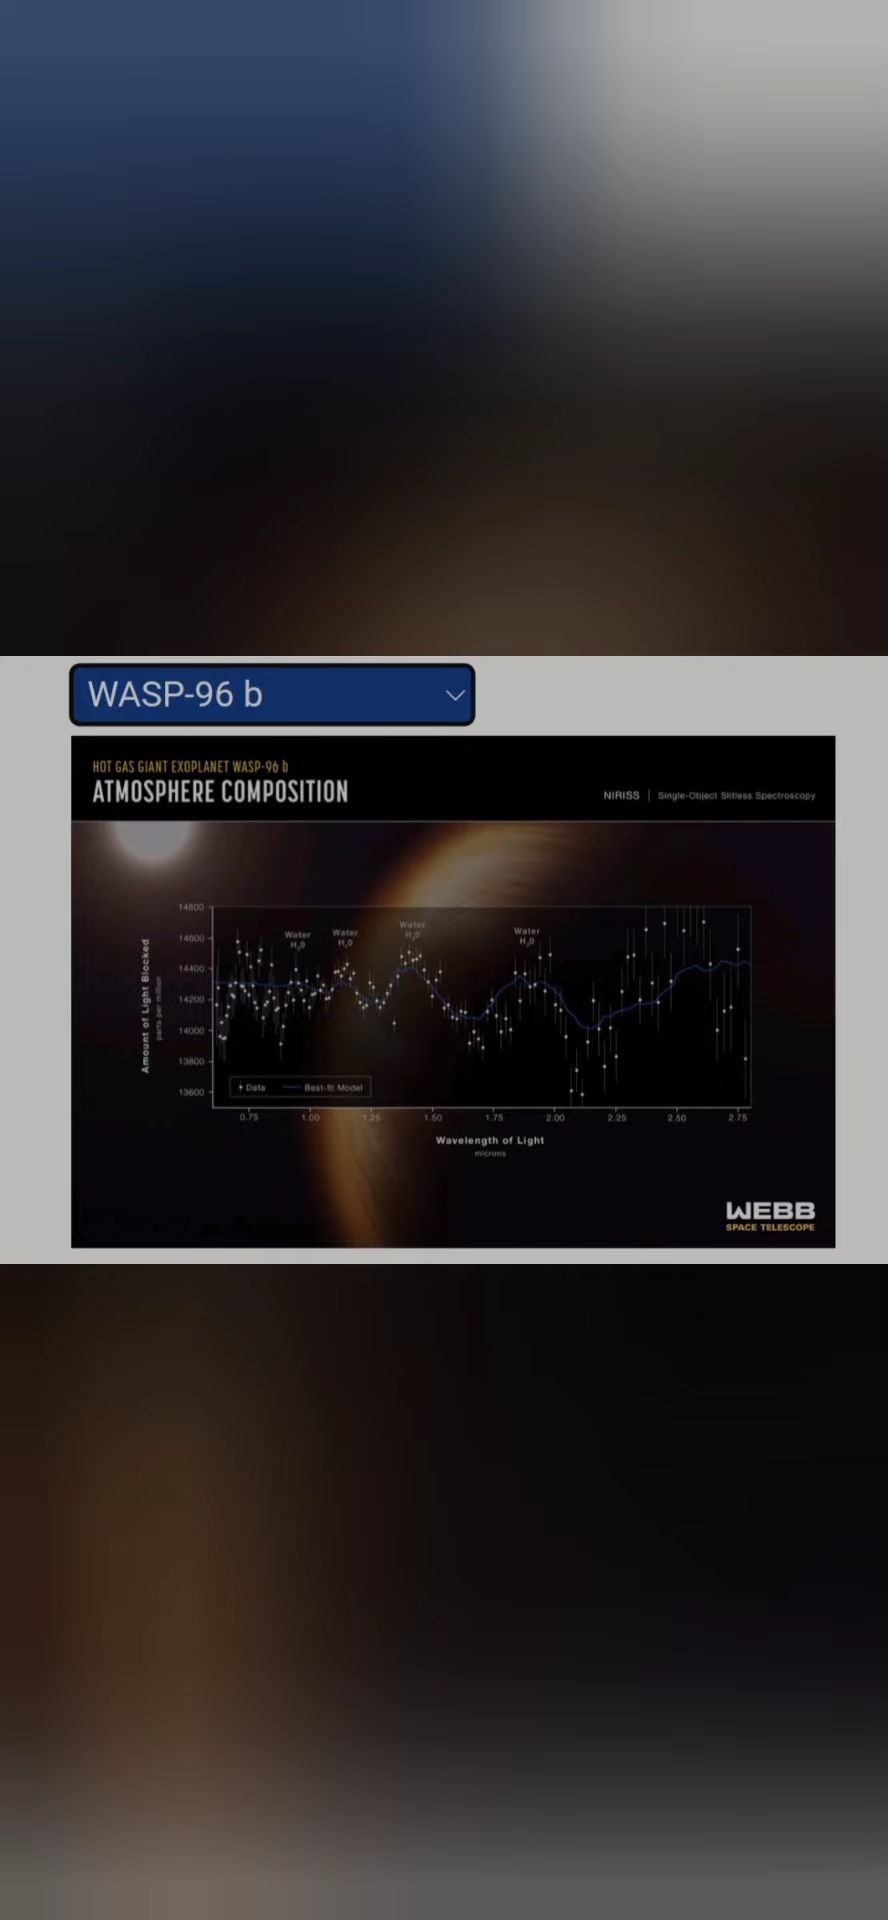 WASP-96 b
HOT GAS GIANT EXOPLANET WASP-96 b
ATMOSPHERE COMPOSITION
NIRISS | Single-Object Slitless Spectroscopy
14800
14600
14400
14200
14000
13800
13600
Amount of Light Blocked
parts per million
Water
H₂O
Water
H₂O
Water
H₂O
Water
H₂O
Data
Best-fit Model
0.75 1.00 1.25 1.50 1.75 2.00 2.25 2.50 2.75
Wavelength of Light
microns
WEBB
SPACE TELESCOPE